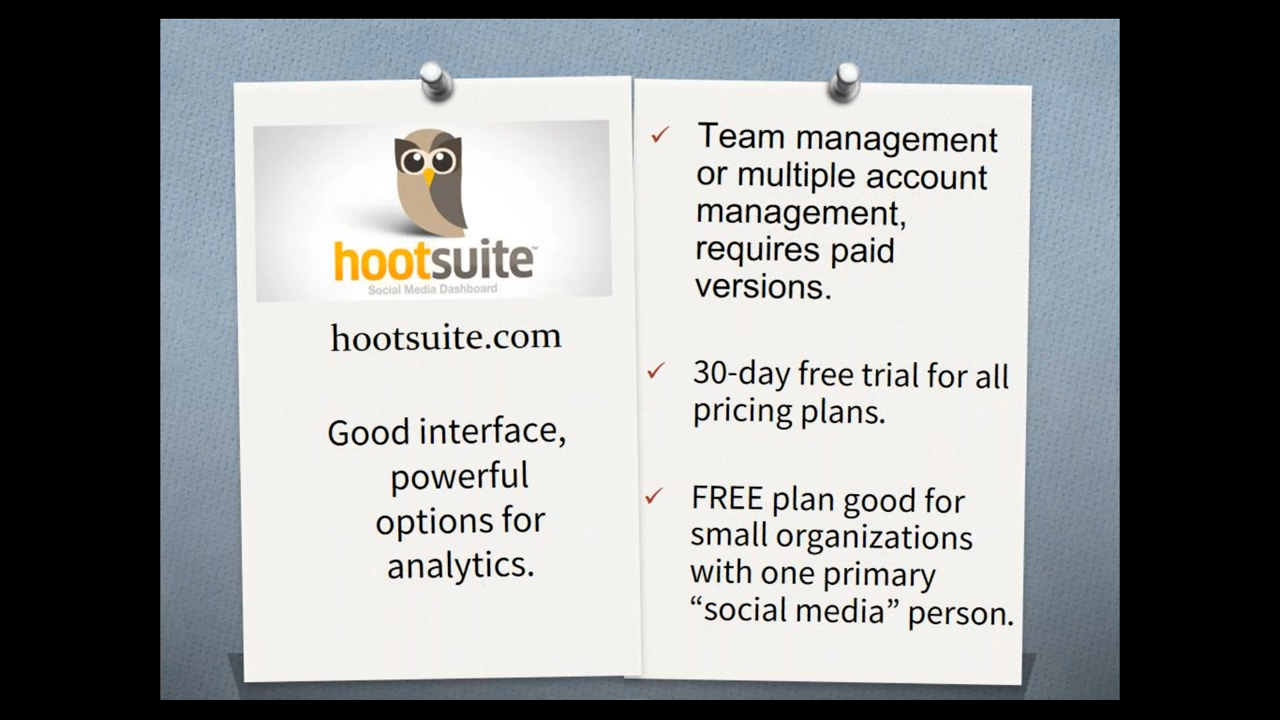 hootsuite™
Social Media Dashboard
hootsuite.com
Good interface,
powerful
options for
analytics.
✓ Team management
or multiple account
management,
requires paid
versions.
✓ 30-day free trial for all
pricing plans.
✓ FREE plan good for
small organizations
with one primary
“social media” person.